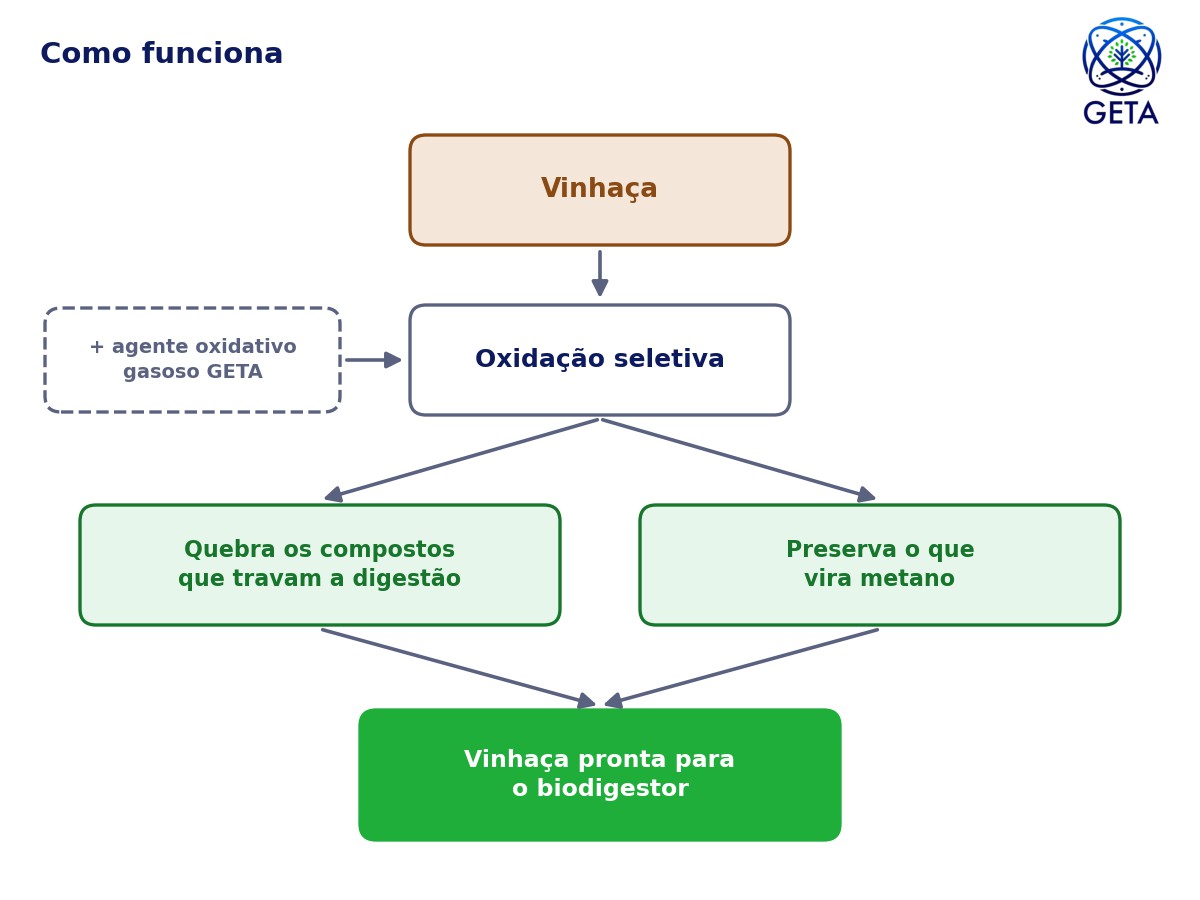 Como funciona
GETA
Vinhaça
+ agente oxidativo
gasoso GETA
Oxidação seletiva
Quebra os compostos
que travam a digestão
Preserva o que
vira metano
Vinhaça pronta para
o biodigestor